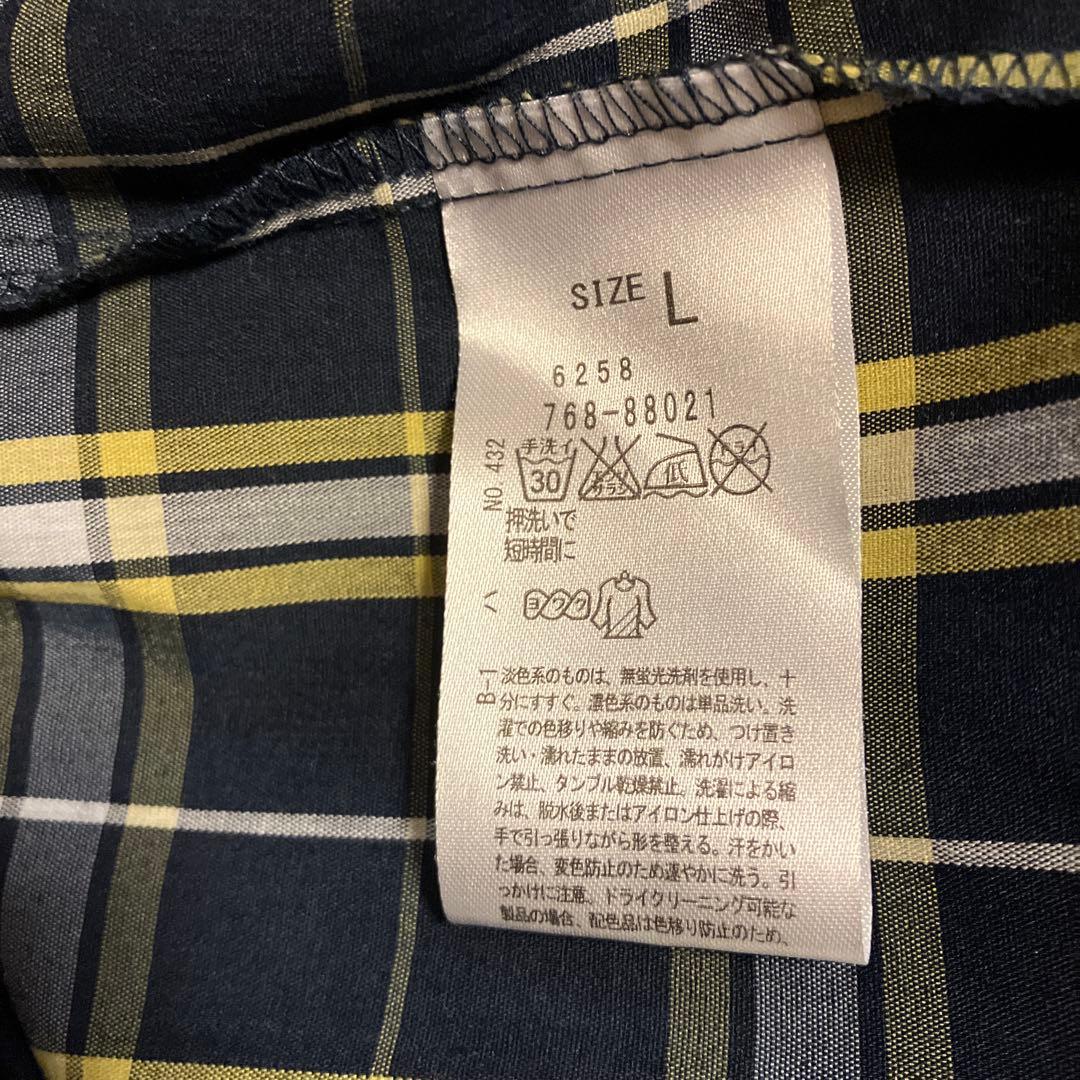 SIZE L
6258
768-88021
NO. 432
手洗イ
30
低
ドライ
押洗いで
短時間に
ヨワク
B-1
淡色系のものは、無蛍光洗剤を使用し、十
分にすすぐ。濃色系のものは単品洗い、洗
濯での色移りや縮みを防ぐため、つけ置き
洗い・濡れたままの放置、濡れがけアイロ
ン禁止、タンブル乾燥禁止。洗濯による縮
みは、脱水後またはアイロン仕上げの際、
手で引っ張りながら形を整える。汗をかい
た場合、変色防止のため速やかに洗う。引
っかけに注意。ドライクリーニング可能な
製品の場合、配色品は色移り防止のため、